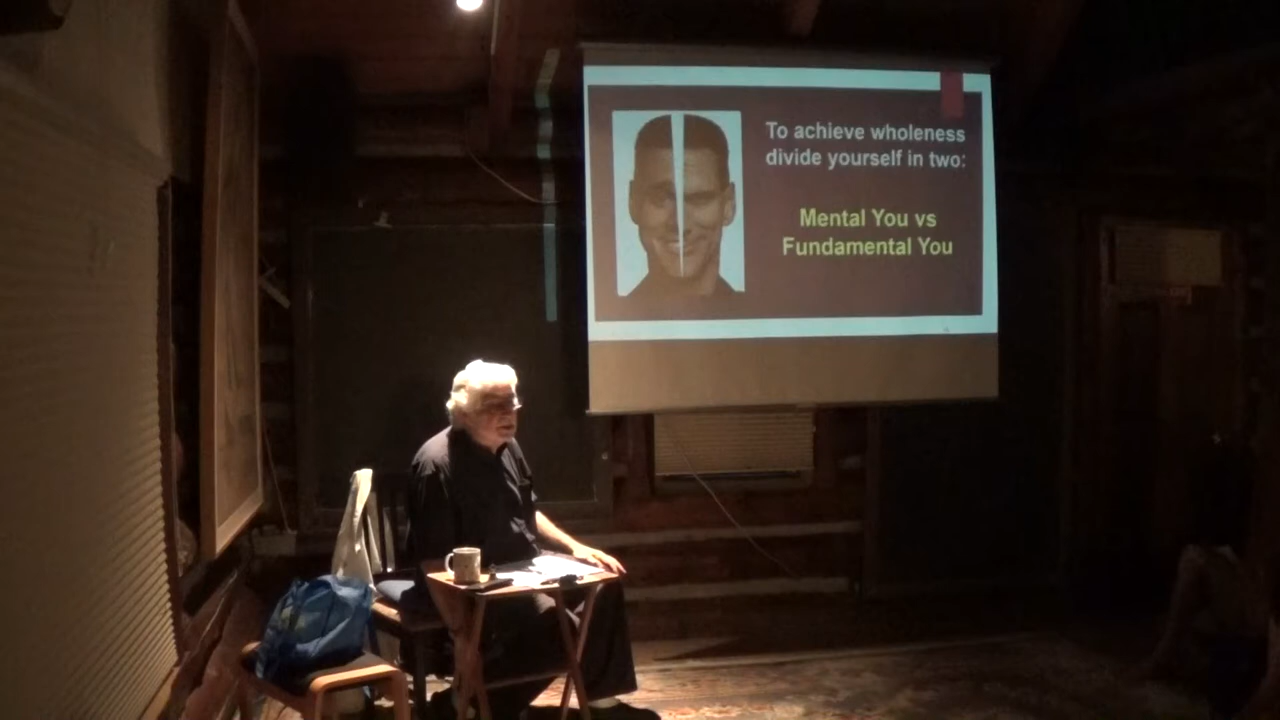 To achieve wholeness
divide yourself in two:
Mental You vs
Fundamental You